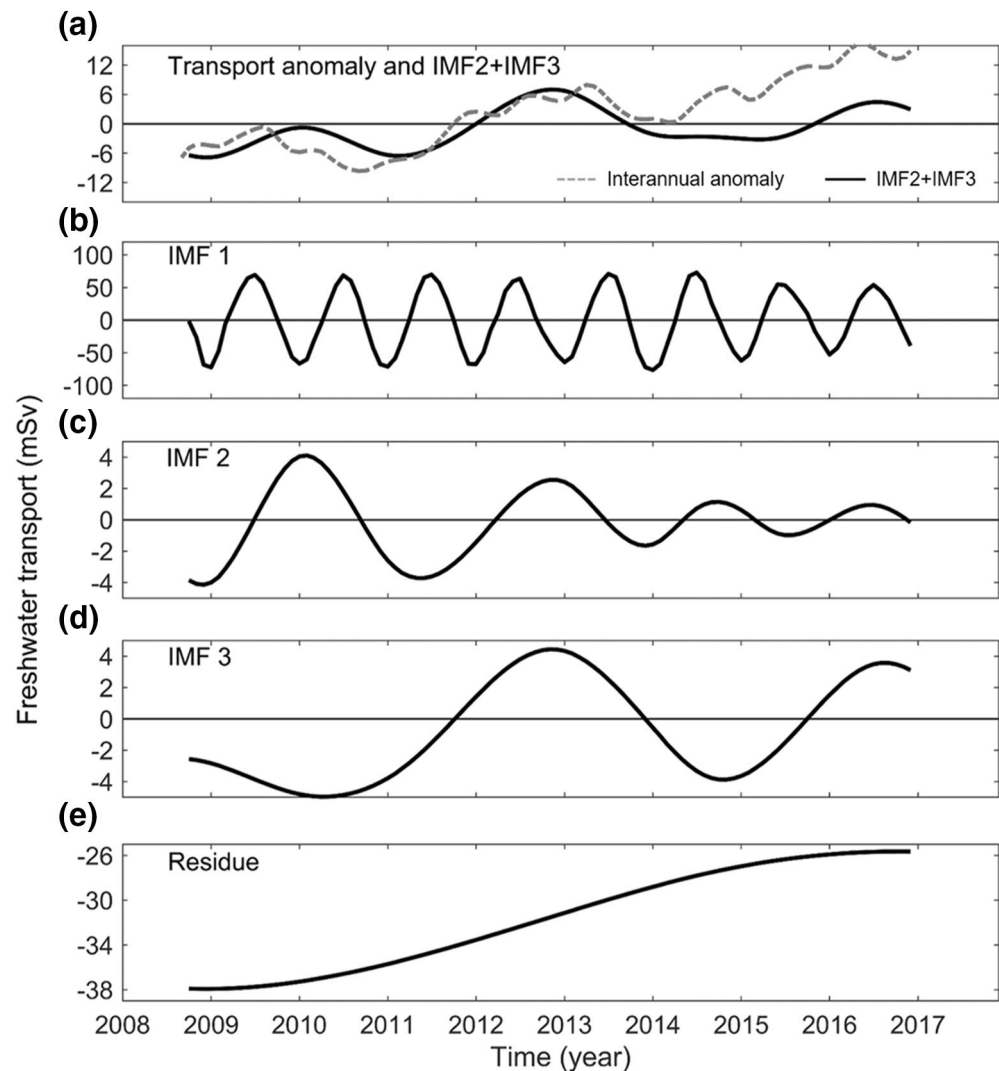 (a)
Transport anomaly and IMF2+IMF3
12
6
0
-6
-12
Interannual anomaly IMF2+IMF3
(b)
IMF 1
100
50
0
-50
-100
(c)
IMF 2
4
2
0
-2
-4
(d)
IMF 3
4
2
0
-2
-4
(e)
Residue
-26
-30
-34
-38
2008 2009 2010 2011 2012 2013 2014 2015 2016 2017
Time (year)
Freshwater transport (mSv)